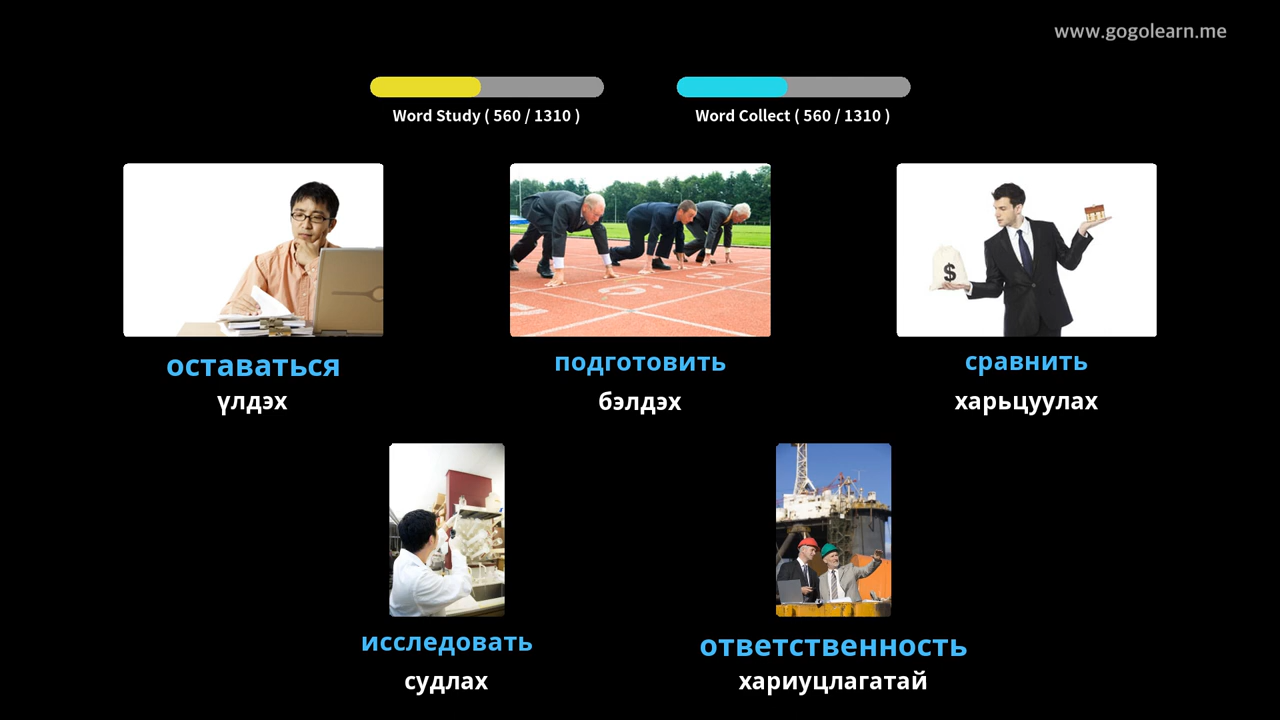 www.gogolearn.me
Word Study ( 560 / 1310 )
Word Collect ( 560 / 1310 )
оставаться
подготовить
сравнить
үлдэх
бэлдэх
харьцуулах
исследовать
ответственность
судлах
хариуцлагатай